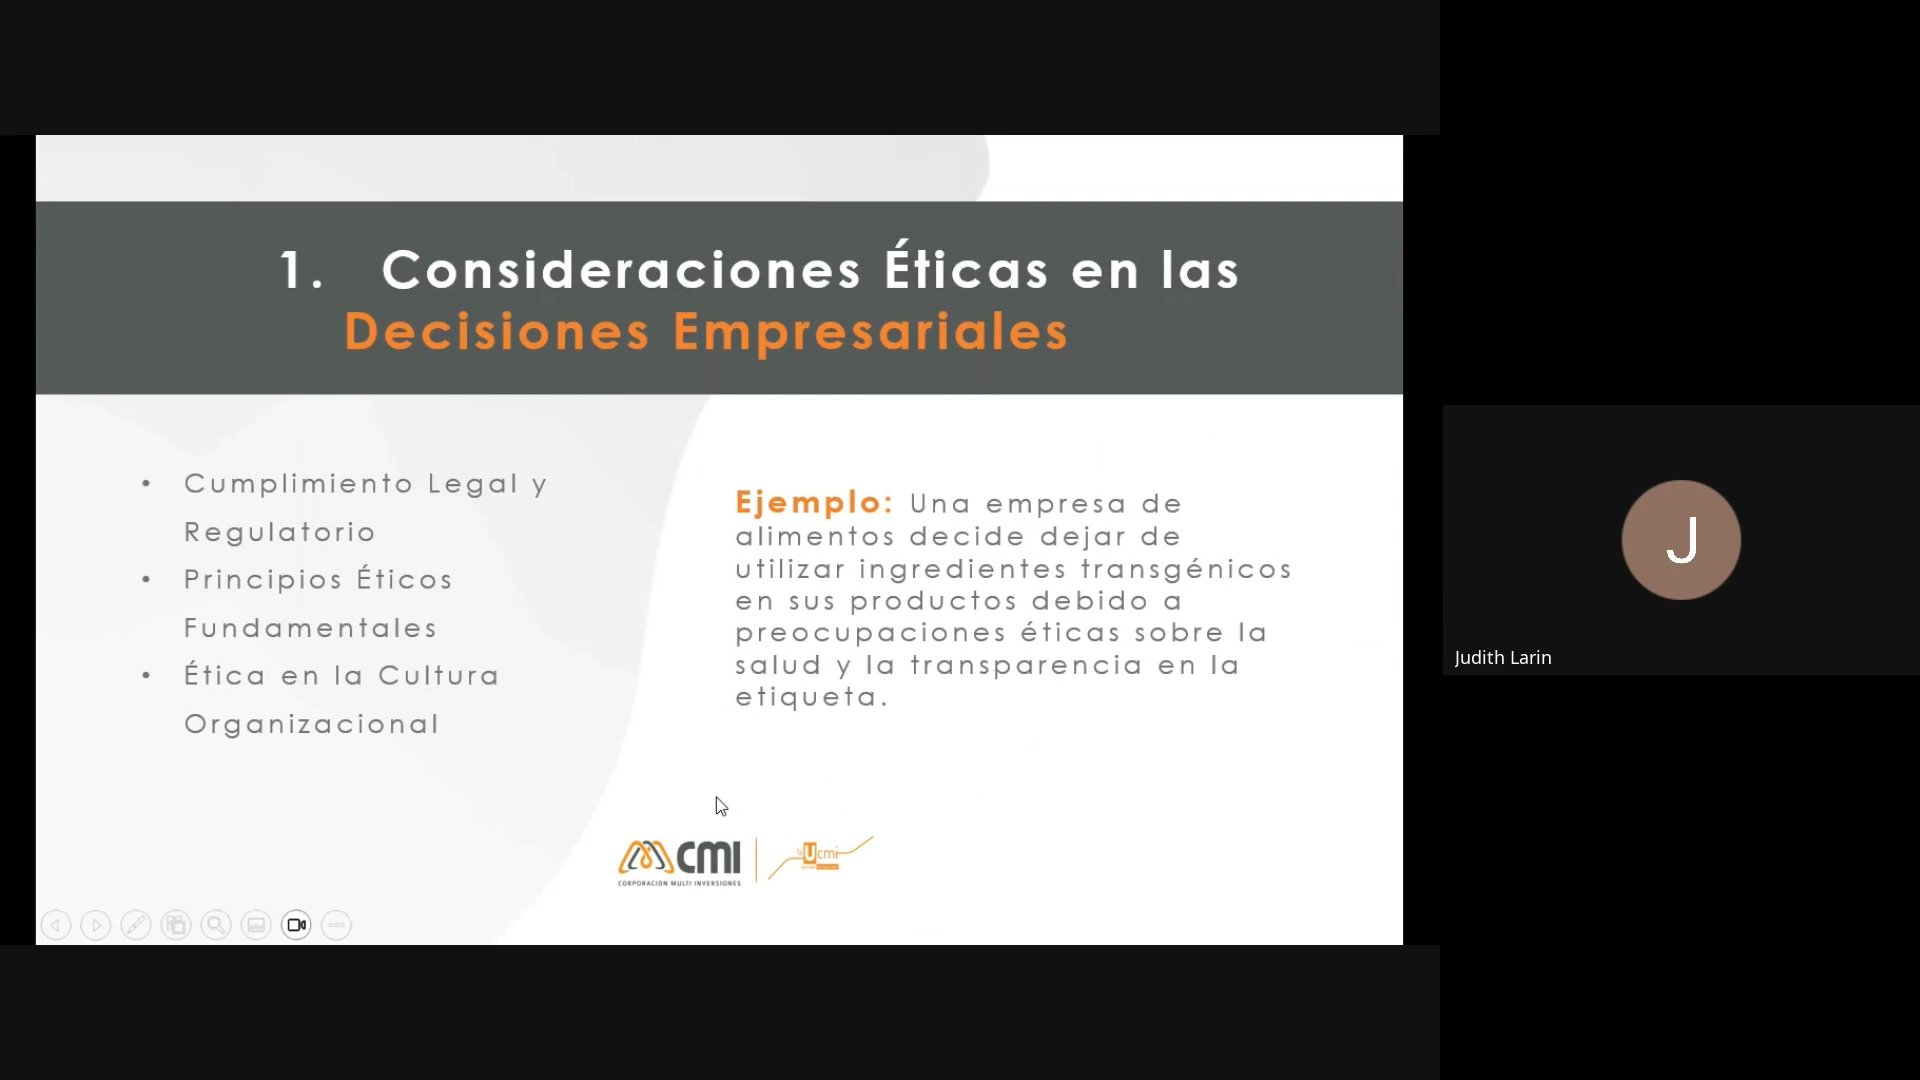 1. Consideraciones Éticas en las
Decisiones Empresariales
• Cumplimiento Legal y
Regulatorio
• Principios Éticos
Fundamentales
• Ética en la Cultura
Organizacional
Ejemplo: Una empresa de
alimentos decide dejar de
utilizar ingredientes transgénicos
en sus productos debido a
preocupaciones éticas sobre la
salud y la transparencia en la
etiqueta.
cmi
CORPORACIÓN MULTI INVERSIONES
Ucmi
J
Judith Larin